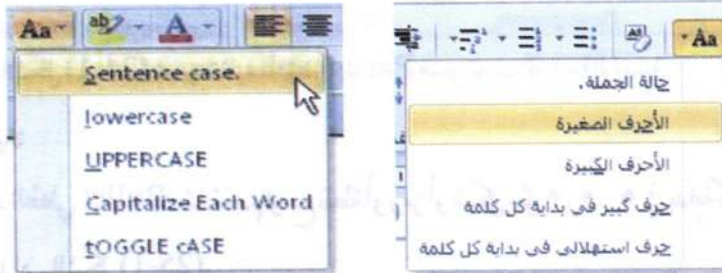 Aa
ab
A
Sentence case.
lowercase
UPPERCASE
Capitalize Each Word
tOGGLE cASE
Aa
حالة الجملة.
الأحرف الصغيرة
الأحرف الكبيرة
حرف كبير في بداية كل كلمة
حرف استهلالي في بداية كل كلمة